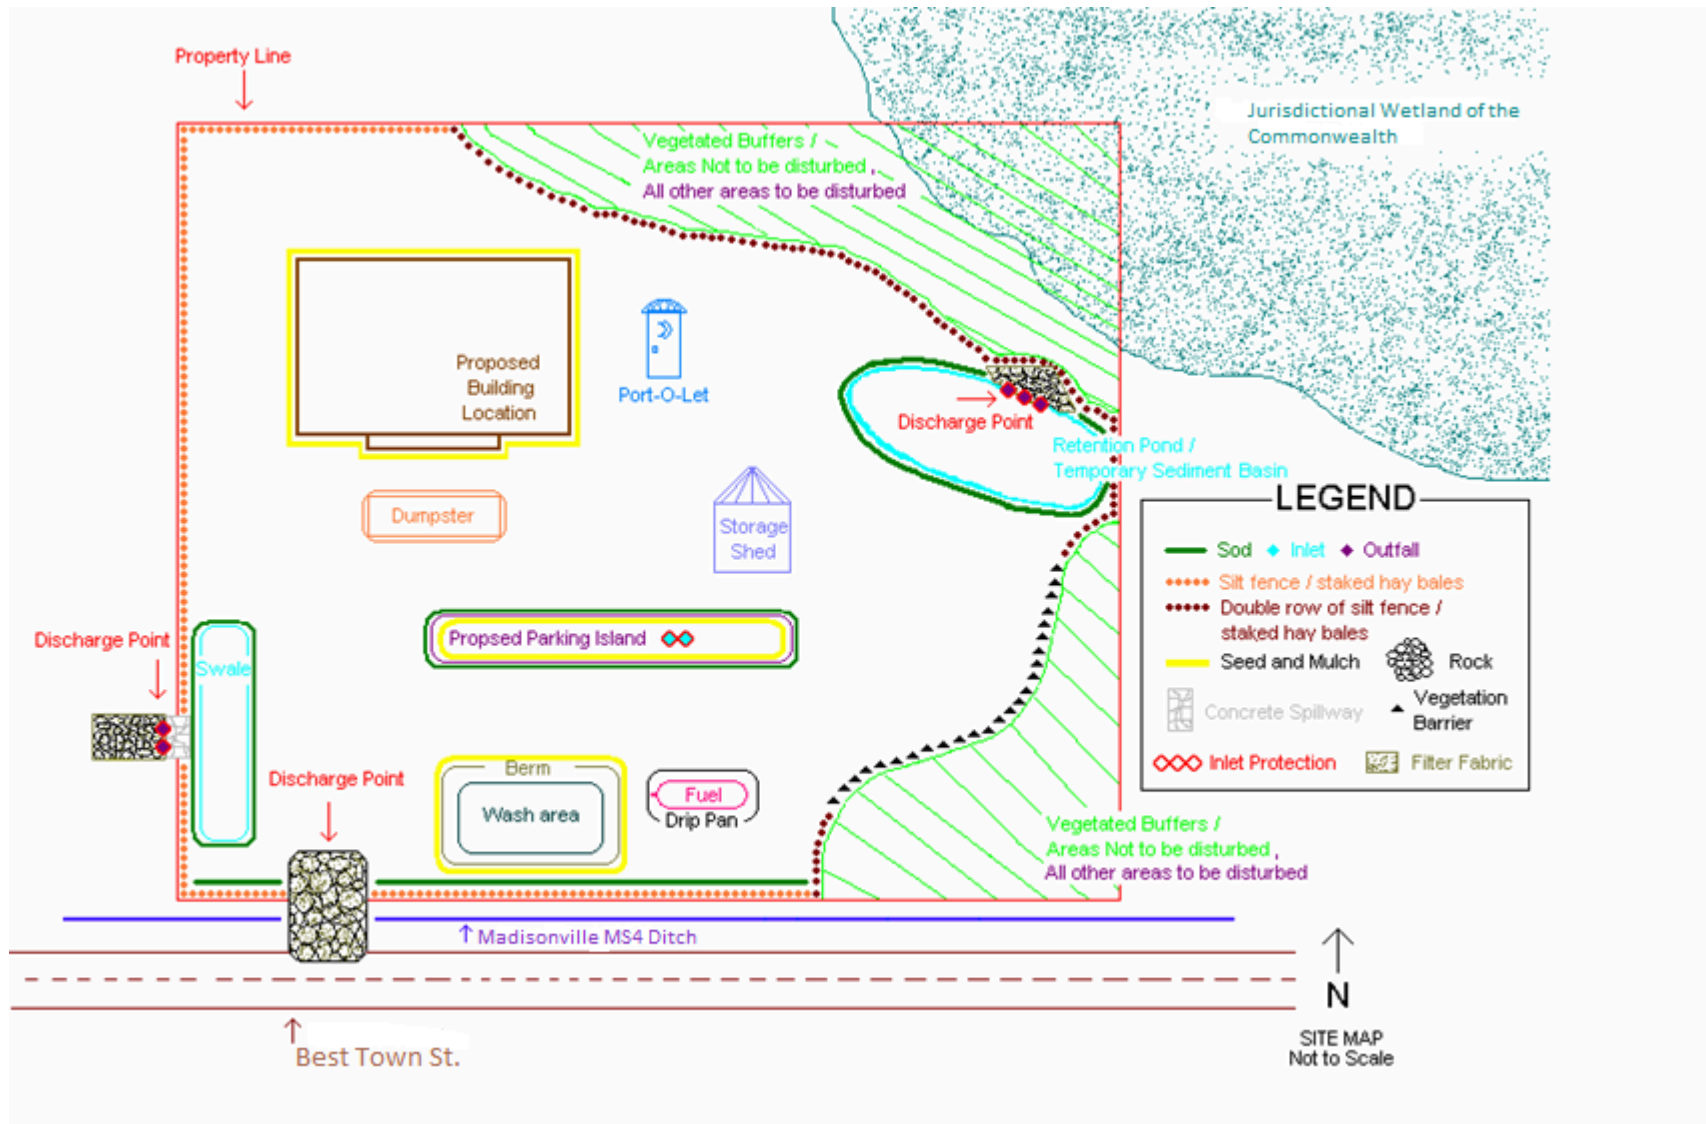 Property Line
Jurisdictional Wetland of the
Commonwealth
Vegetated Buffers /
Areas Not to be disturbed ,
All other areas to be disturbed
Proposed
Building
Location
Port-O-Let
Discharge Point
Retention Pond /
Temporary Sediment Basin
Dumpster
Storage
Shed
LEGEND
Sod
Inlet
Outfall
Silt fence / staked hay bales
Double row of silt fence /
staked hay bales
Seed and Mulch
Rock
Concrete Spillway
Vegetation
Barrier
Inlet Protection
Filter Fabric
Discharge Point
Swale
Propsed Parking Island
Discharge Point
Berm
Wash area
Fuel
Drip Pan
Vegetated Buffers /
Areas Not to be disturbed ,
All other areas to be disturbed
Madisonville MS4 Ditch
Best Town St.
N
SITE MAP
Not to Scale